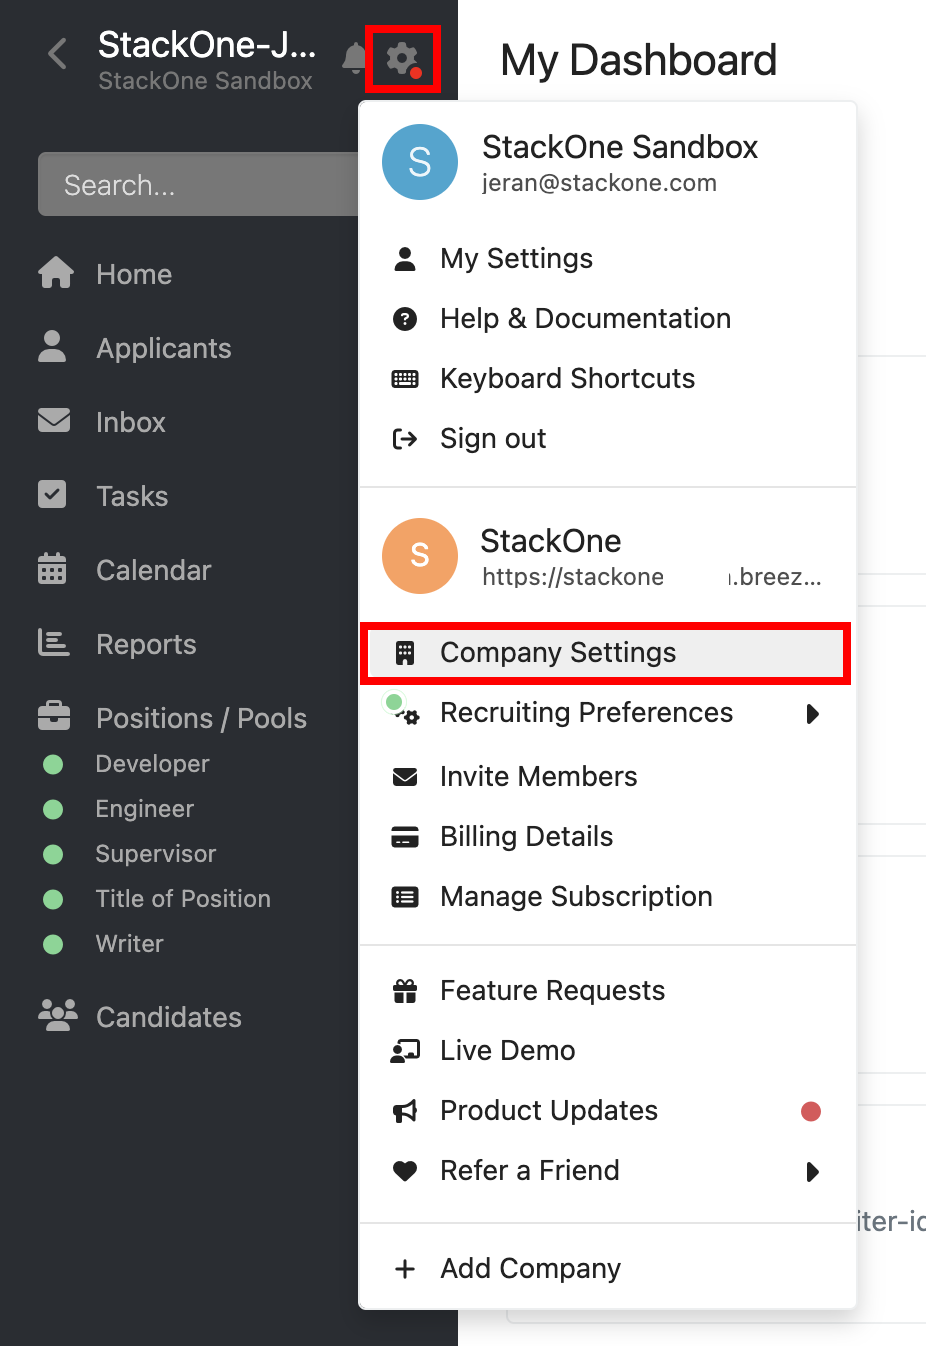 StackOne-J...
StackOne Sandbox
Search...
Home
Applicants
Inbox
Tasks
Calendar
Reports
Positions / Pools
Developer
Engineer
Supervisor
Title of Position
Writer
Candidates
My Dashboard
S
StackOne Sandbox
jeran@stackone.com
My Settings
Help & Documentation
Keyboard Shortcuts
Sign out
S
StackOne
https://stackone .breez...
Company Settings
Recruiting Preferences
Invite Members
Billing Details
Manage Subscription
Feature Requests
Live Demo
Product Updates
Refer a Friend
Add Company